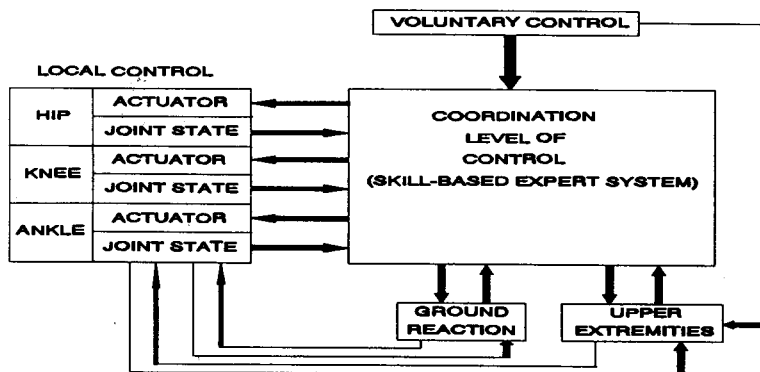 VOLUNTARY CONTROL
LOCAL CONTROL
HIP
ACTUATOR
JOINT STATE
KNEE
ACTUATOR
JOINT STATE
ANKLE
ACTUATOR
JOINT STATE
COORDINATION
LEVEL OF
CONTROL
(SKILL-BASED EXPERT SYSTEM)
GROUND
REACTION
UPPER
EXTREMITIES